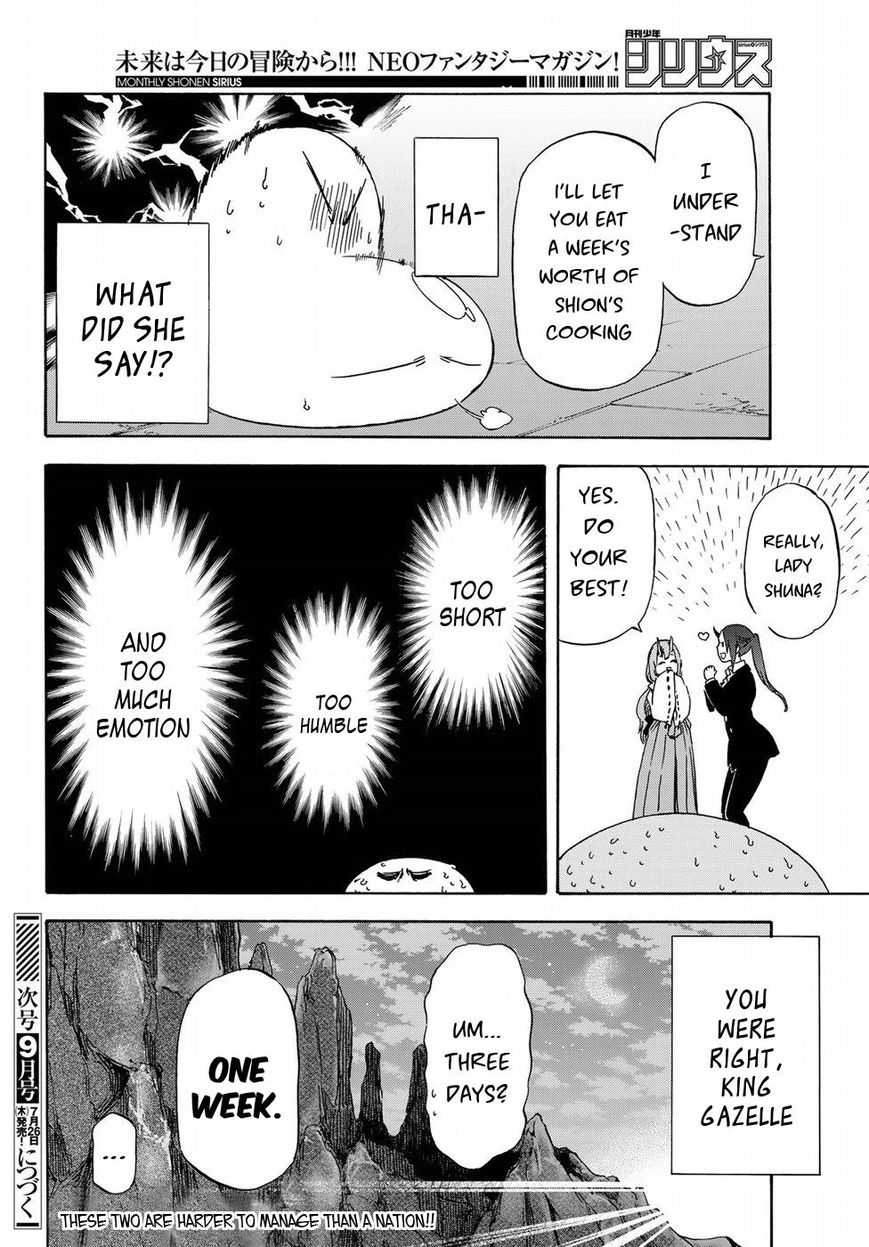 未来は今日の冒険から!!! NEOファンタジーマガジン!
月刊少年
シリウス
MONTHLY SHONEN SIRIUS
I
UNDER
-STAND
I'LL LET
YOU EAT
A WEEK'S
WORTH OF
SHION'S
COOKING
THA-
WHAT
DID SHE
SAY!?
REALLY,
LADY
SHUNA?
YES.
DO
YOUR
BEST!
TOO
SHORT
TOO
HUMBLE
AND
TOO
MUCH
EMOTION
YOU
WERE
RIGHT,
KING
GAZELLE
UM...
THREE
DAYS?
ONE
WEEK.
...
THESE TWO ARE HARDER TO MANAGE THAN A NATION!!
次号9月号7月26日(木)発売!につづく